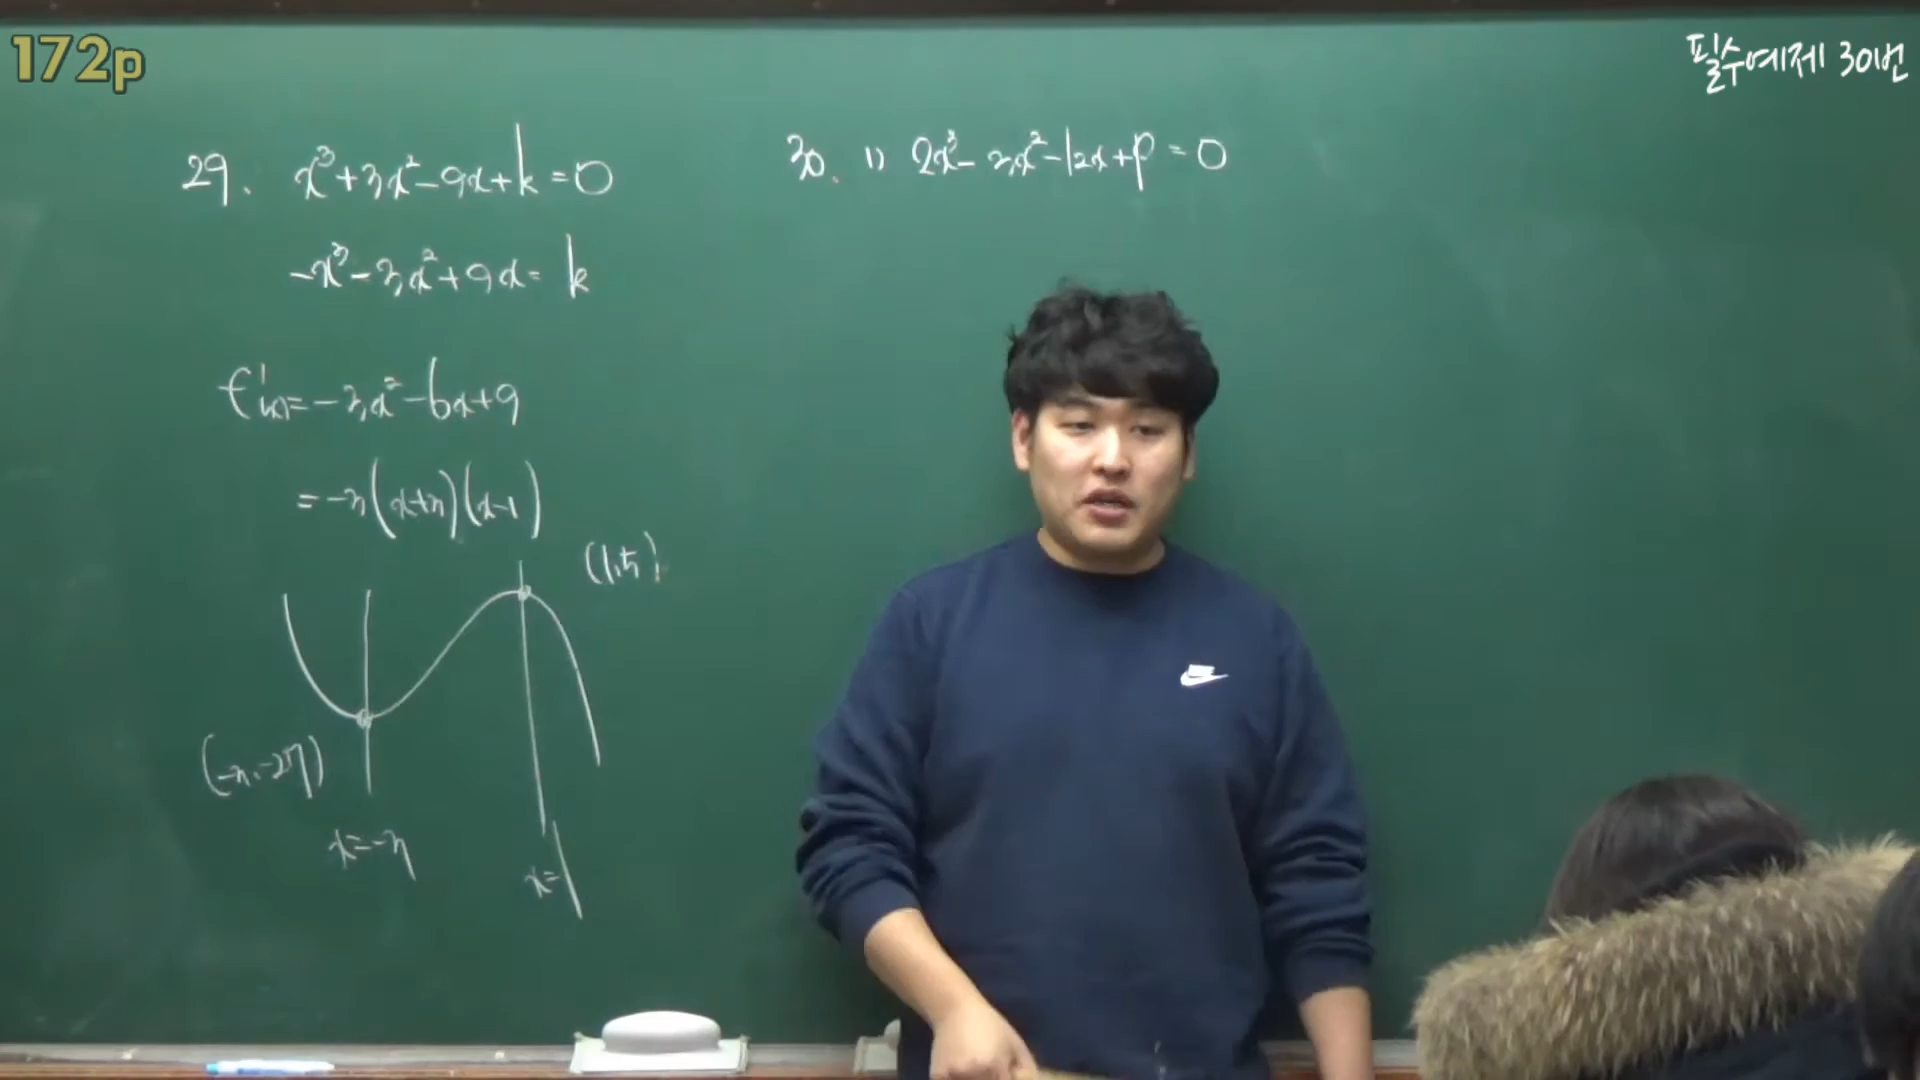 172p
필수예제 30번
29. x³+3x²-9x+k=0
-x³-3x²+9x=k
f'(x)=-3x²-6x+9
=-3(x+3)(x-1)
(1,5)
(-3,-27)
x=-3
x=1
30. 1) 2x³-3x²-12x+p=0